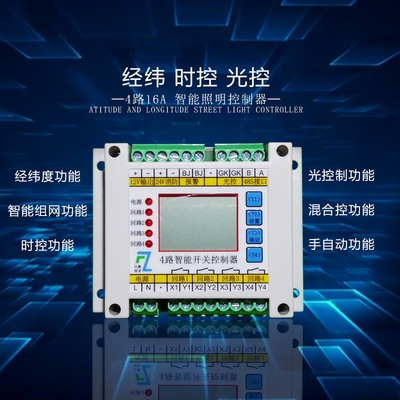 经纬 时控 光控
4路16A 智能照明控制器
ATITUDE AND LONGITUDE STREET LIGHT CONTROLLER
经纬度功能
智能组网功能
时控功能
光控制功能
混合控功能
手自动功能
+ - + - BJ BJ • GK GK B A
12V输出 24V消防 报警 光控 485接口
电源
回路1
回路2
回路3
回路4
4路智能开关控制器
电源 回路1 回路2 回路3 回路4
L N • X1 Y1 X2 Y2 X3 Y3 X4 Y4